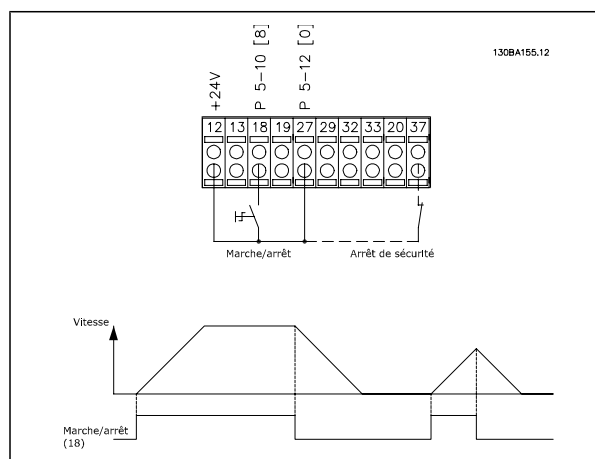 130BA155.12
+24V
P 5-10 [8]
P 5-12 [0]
12 13 18 19 27 29 32 33 20 37
Marche/arrêt
Arrêt de sécurité
Vitesse
Marche/arrêt
(18)